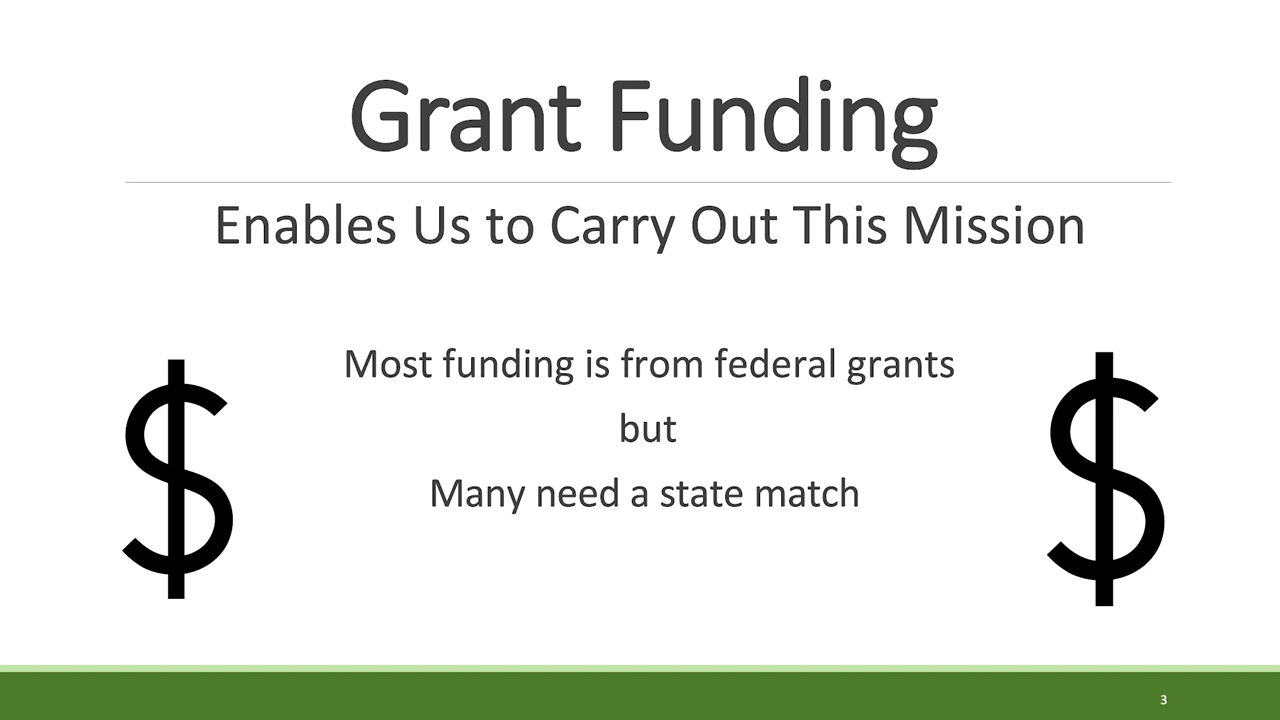 Grant Funding
Enables Us to Carry Out This Mission
Most funding is from federal grants
but
Many need a state match
$ $
3